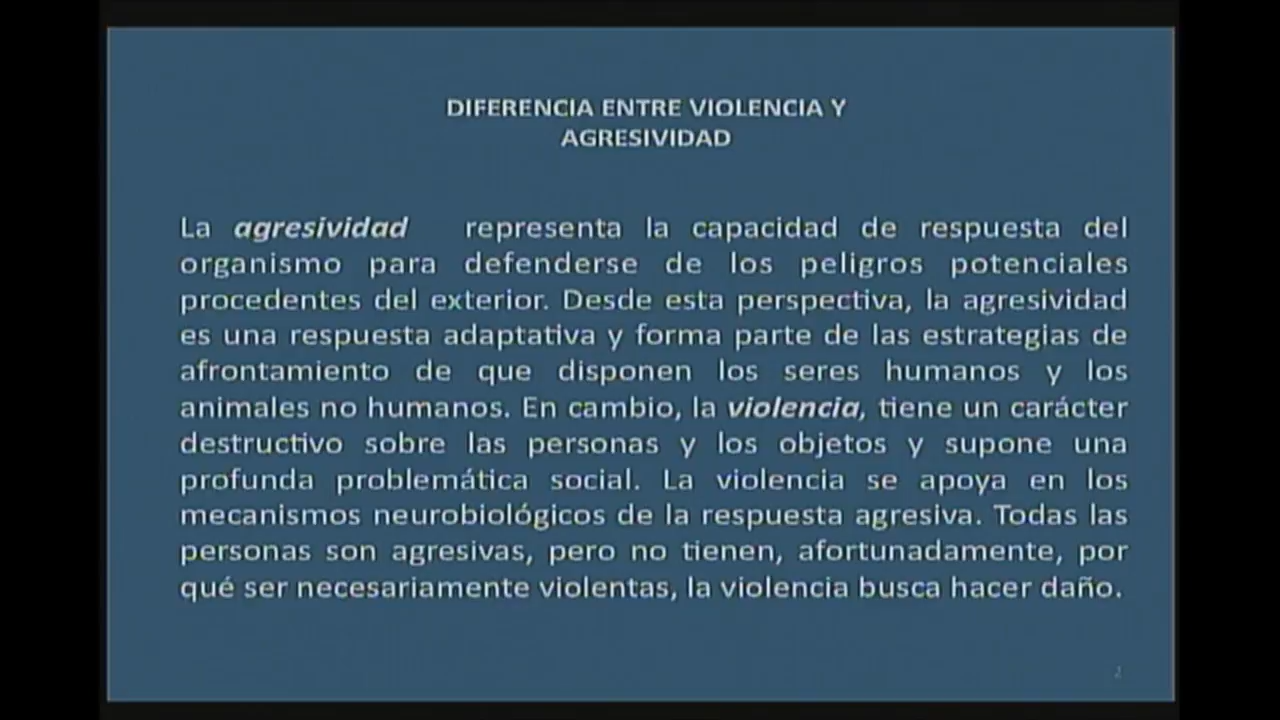 DIFERENCIA ENTRE VIOLENCIA Y
AGRESIVIDAD
La agresividad representa la capacidad de respuesta del
organismo para defenderse de los peligros potenciales
procedentes del exterior. Desde esta perspectiva, la agresividad
es una respuesta adaptativa y forma parte de las estrategias de
afrontamiento de que disponen los seres humanos y los
animales no humanos. En cambio, la violencia, tiene un carácter
destructivo sobre las personas y los objetos y supone una
profunda problemática social. La violencia se apoya en los
mecanismos neurobiológicos de la respuesta agresiva. Todas las
personas son agresivas, pero no tienen, afortunadamente, por
qué ser necesariamente violentas, la violencia busca hacer daño.
2